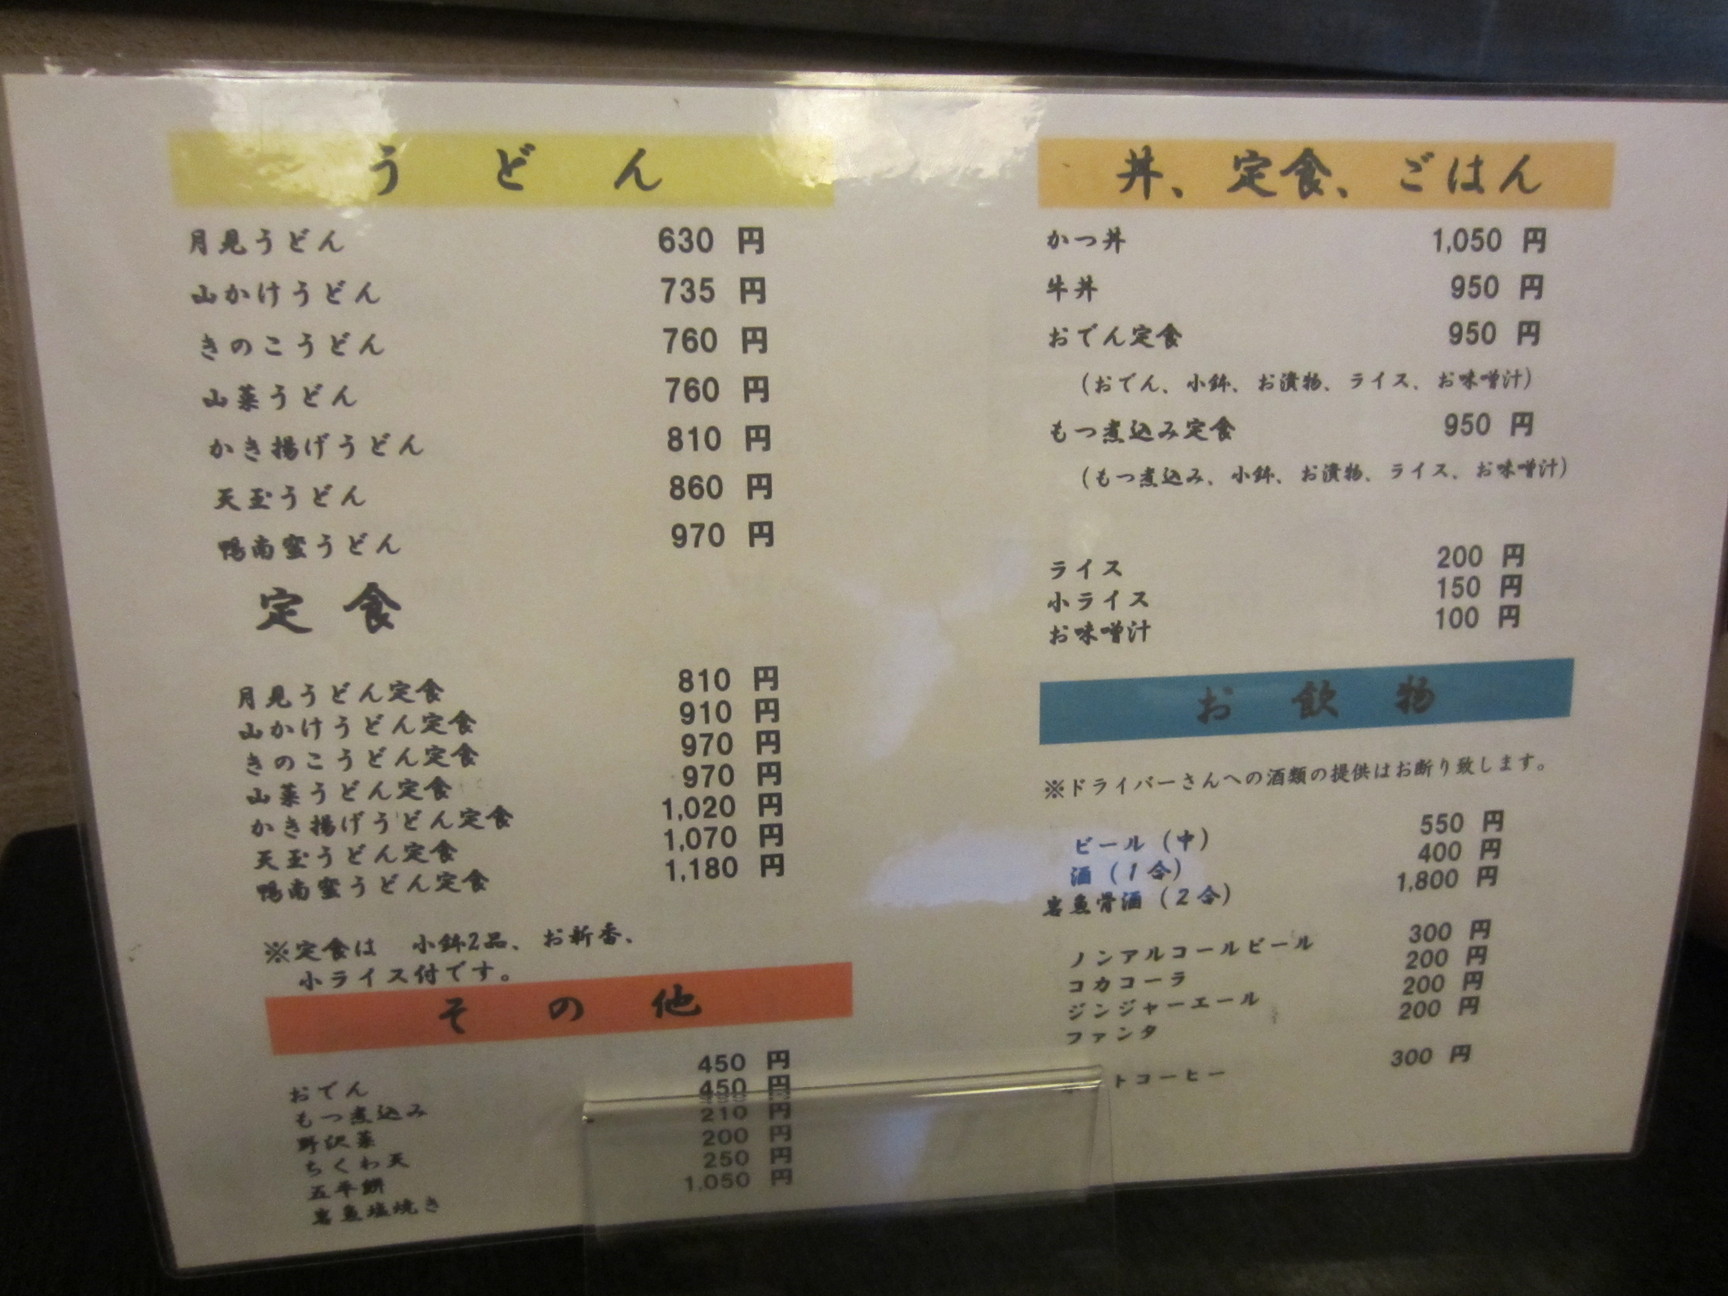 うどん
月見うどん 630 円
山かけうどん 735 円
きのこうどん 760 円
山菜うどん 760 円
かき揚げうどん 810 円
天玉うどん 860 円
鴨南蛮うどん 970 円
定食
月見うどん定食 810 円
山かけうどん定食 910 円
きのこうどん定食 970 円
山菜うどん定食 970 円
かき揚げうどん定食 1,020 円
天玉うどん定食 1,070 円
鴨南蛮うどん定食 1,180 円
※定食は 小鉢2品、お新香、
小ライス付です。
その他
おでん 450 円
もつ煮込み 450 円
野沢菜 210 円
ちくわ天 200 円
五平餅 250 円
岩魚塩焼き 1,050 円
丼、定食、ごはん
かつ丼 1,050 円
牛丼 950 円
おでん定食 950 円
（おでん、小鉢、お漬物、ライス、お味噌汁）
もつ煮込み定食 950 円
（もつ煮込み、小鉢、お漬物、ライス、お味噌汁）
ライス 200 円
小ライス 150 円
お味噌汁 100 円
お飲物
※ドライバーさんへの酒類の提供はお断り致します。
ビール（中） 550 円
酒（1合） 400 円
岩魚骨酒（2合） 1,800 円
ノンアルコールビール 300 円
コカコーラ 200 円
ジンジャーエール 200 円
ファンタ 200 円
トコーヒー 300 円